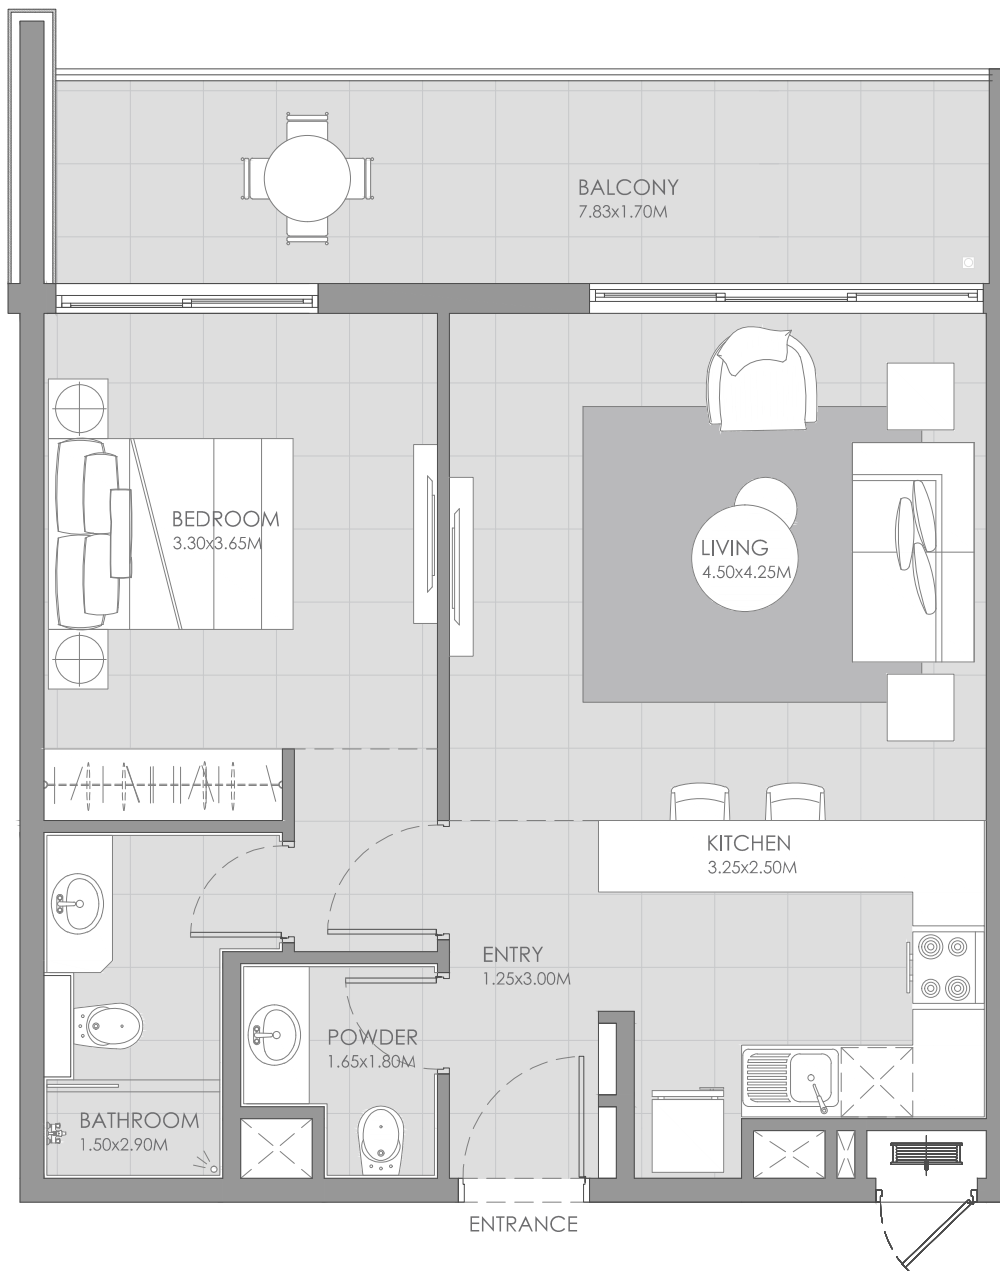 BALCONY
7.83x1.70M
BEDROOM
3.30x3.65M
LIVING
4.50x4.25M
KITCHEN
3.25x2.50M
ENTRY
1.25x3.00M
POWDER
1.65x1.80M
BATHROOM
1.50x2.90M
ENTRANCE